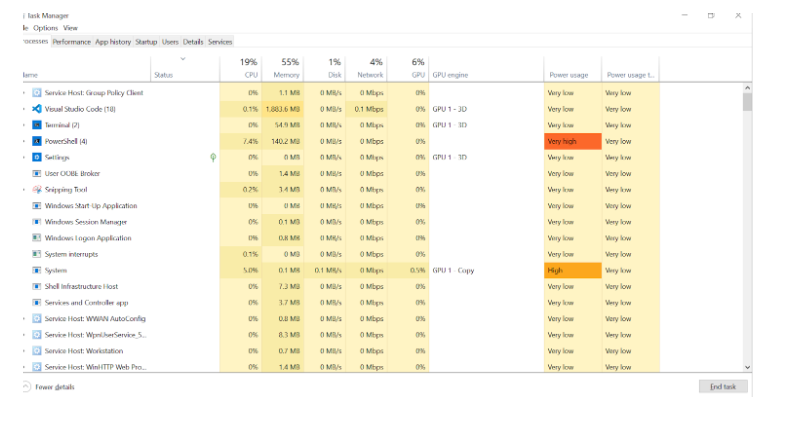 Task Manager
le Options View
rocesses Performance App history Startup Users Details Services
19% 55% 1% 4% 6%
ame Status CPU Memory Disk Network GPU GPU engine Power usage Power usage t...
Service Host: Group Policy Client 0% 1.1 MB 0 MB/s 0 Mbps 0% Very low Very low
Visual Studio Code (18) 0.1% 1,883.6 MB 0 MB/s 0.1 Mbps 0% GPU 1 - 3D Very low Very low
Terminal (2) 0% 54.9 MB 0 MB/s 0 Mbps 0% GPU 1 - 3D Very low Very low
PowerShell (4) 7.4% 140.2 MB 0 MB/s 0 Mbps 0% Very high Very low
Settings 0% 0 MB 0 MB/s 0 Mbps 0% GPU 1 - 3D Very low Very low
User OOBE Broker 0% 1.4 MB 0 MB/s 0 Mbps 0% Very low Very low
Snipping Tool 0.2% 3.4 MB 0 MB/s 0 Mbps 0% Very low Very low
Windows Start-Up Application 0% 0 MB 0 MB/s 0 Mbps 0% Very low Very low
Windows Session Manager 0% 0.1 MB 0 MB/s 0 Mbps 0% Very low Very low
Windows Logon Application 0% 0.8 MB 0 MB/s 0 Mbps 0% Very low Very low
System interrupts 0.1% 0 MB 0 MB/s 0 Mbps 0% Very low Very low
System 5.0% 0.1 MB 0.1 MB/s 0 Mbps 0.5% GPU 1 - Copy High Very low
Shell Infrastructure Host 0% 7.3 MB 0 MB/s 0 Mbps 0% Very low Very low
Services and Controller app 0% 3.7 MB 0 MB/s 0 Mbps 0% Very low Very low
Service Host: WWAN AutoConfig 0% 0.8 MB 0 MB/s 0 Mbps 0% Very low Very low
Service Host: WpnUserService_5... 0% 8.3 MB 0 MB/s 0 Mbps 0% Very low Very low
Service Host: Workstation 0% 0.7 MB 0 MB/s 0 Mbps 0% Very low Very low
Service Host: WinHTTP Web Pro... 0% 1.4 MB 0 MB/s 0 Mbps 0% Very low Very low
Fewer details End task